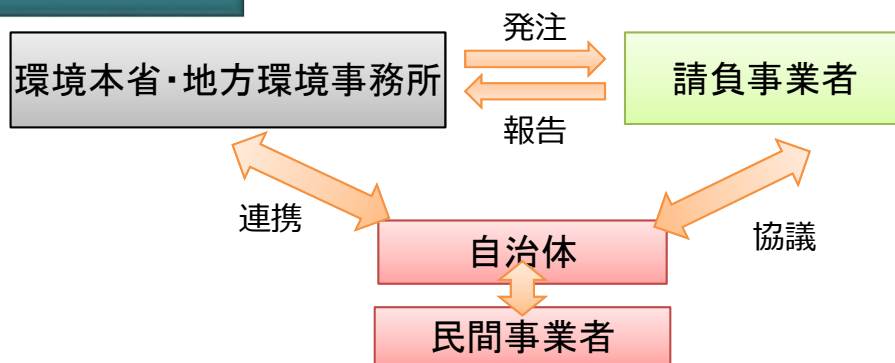 発注
環境本省・地方環境事務所
請負事業者
報告
連携
協議
自治体
民間事業者